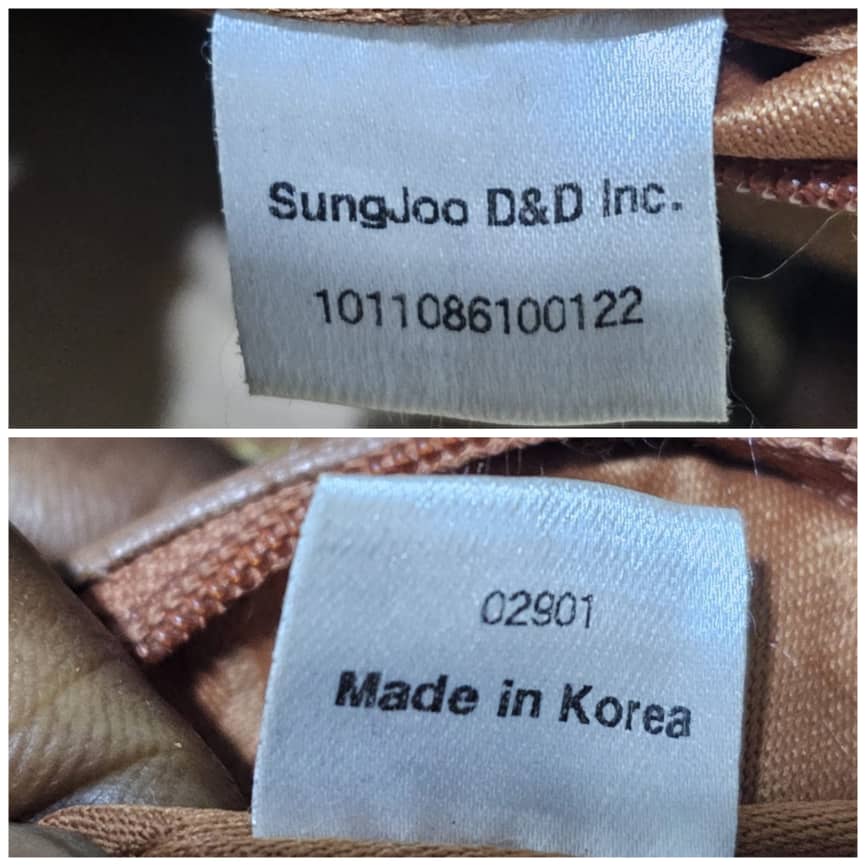 SungJoo D&D Inc.
1011086100122
02901
Made in Korea